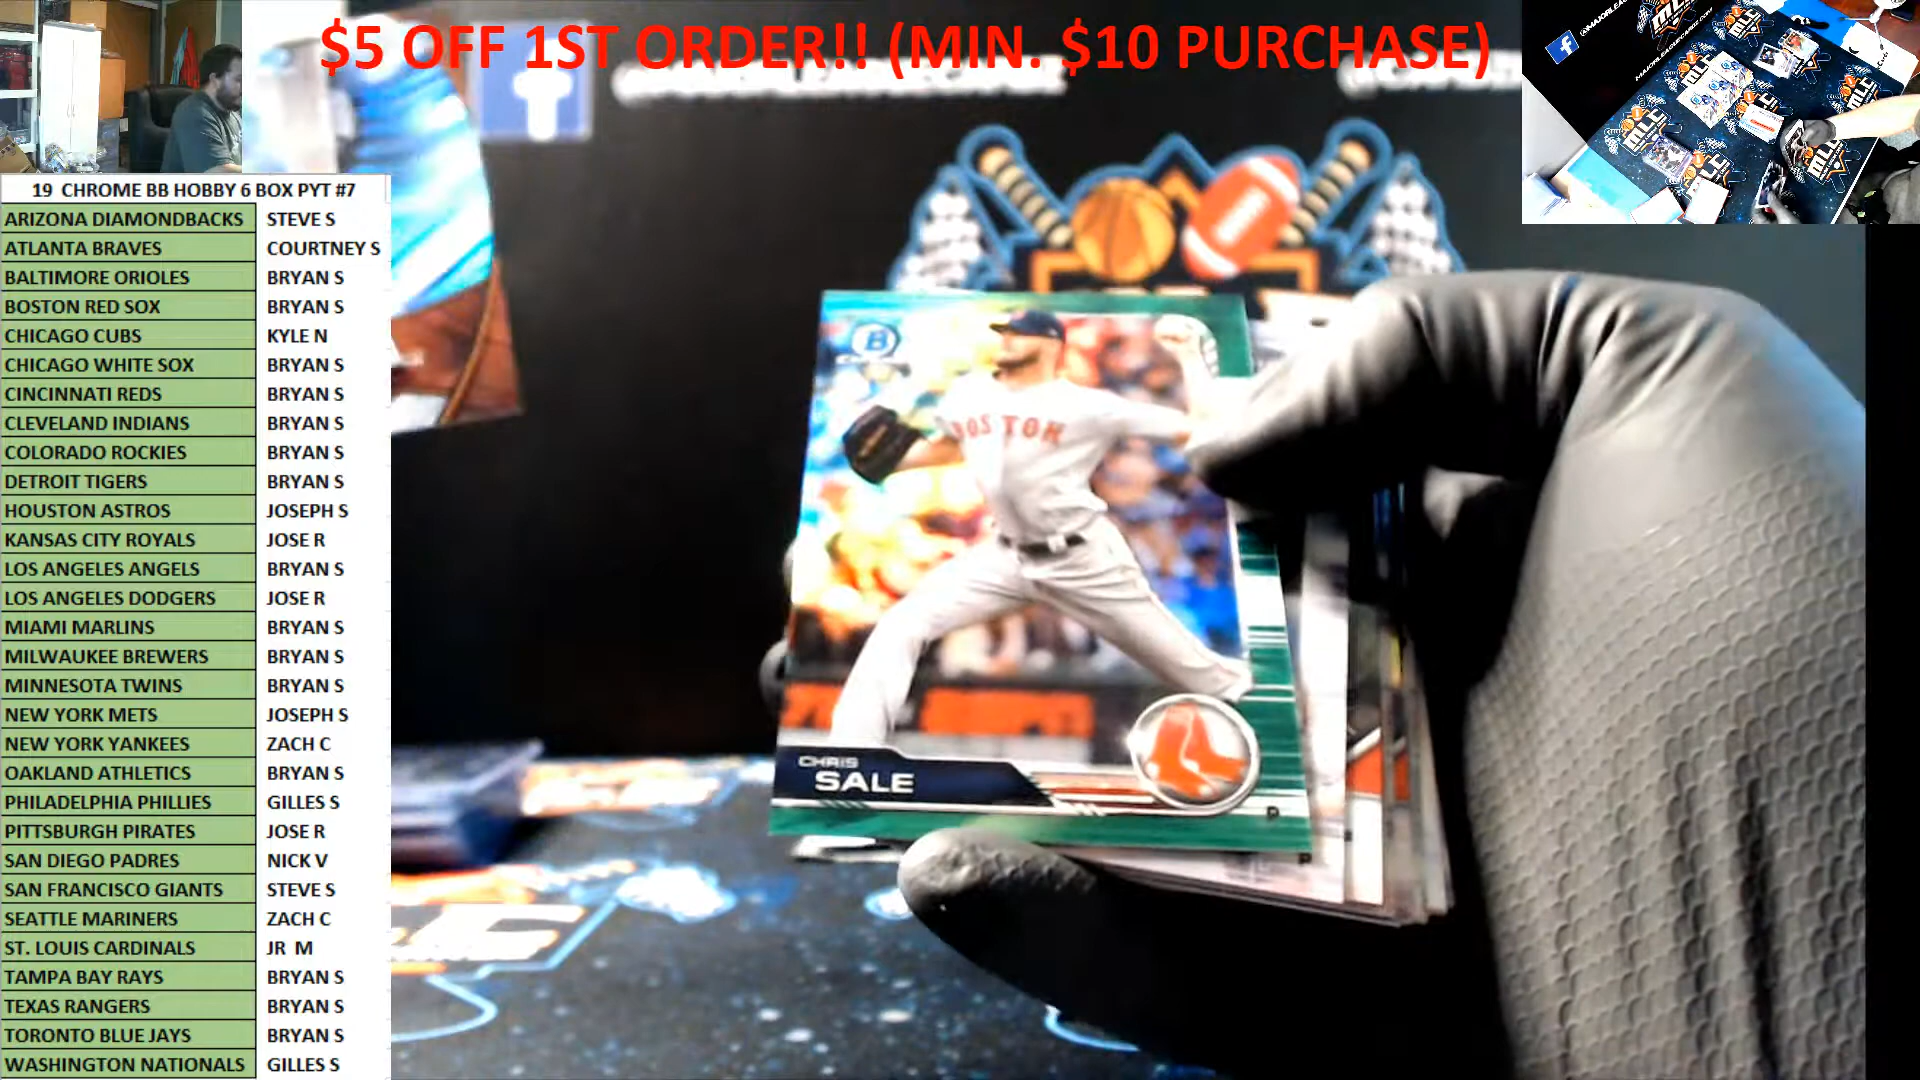 $5 OFF 1ST ORDER!! (MIN. $10 PURCHASE)
19 CHROME BB HOBBY 6 BOX PYT #7
ARIZONA DIAMONDBACKS STEVE S
ATLANTA BRAVES COURTNEY S
BALTIMORE ORIOLES BRYAN S
BOSTON RED SOX BRYAN S
CHICAGO CUBS KYLE N
CHICAGO WHITE SOX BRYAN S
CINCINNATI REDS BRYAN S
CLEVELAND INDIANS BRYAN S
COLORADO ROCKIES BRYAN S
DETROIT TIGERS BRYAN S
HOUSTON ASTROS JOSEPH S
KANSAS CITY ROYALS JOSE R
LOS ANGELES ANGELS BRYAN S
LOS ANGELES DODGERS JOSE R
MIAMI MARLINS BRYAN S
MILWAUKEE BREWERS BRYAN S
MINNESOTA TWINS BRYAN S
NEW YORK METS JOSEPH S
NEW YORK YANKEES ZACH C
OAKLAND ATHLETICS BRYAN S
PHILADELPHIA PHILLIES GILLES S
PITTSBURGH PIRATES JOSE R
SAN DIEGO PADRES NICK V
SAN FRANCISCO GIANTS STEVE S
SEATTLE MARINERS ZACH C
ST. LOUIS CARDINALS JR M
TAMPA BAY RAYS BRYAN S
TEXAS RANGERS BRYAN S
TORONTO BLUE JAYS BRYAN S
WASHINGTON NATIONALS GILLES S
B
BOSTON
CHRIS
SALE
P
P
MLC
MLC
MLC